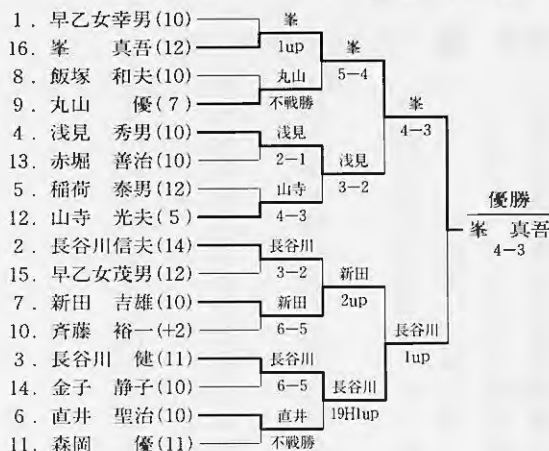 1. 早乙女幸男(10)
16. 峯　真吾(12)
8. 飯塚　和夫(10)
9. 丸山　優(7)
4. 浅見　秀男(10)
13. 赤堀　善治(10)
5. 稲荷　泰男(12)
12. 山寺　光夫(5)
2. 長谷川信夫(14)
15. 早乙女茂男(12)
7. 新田　吉雄(10)
10. 斉藤　裕一(+2)
3. 長谷川　健(11)
14. 金子　静子(10)
6. 直井　聖治(10)
11. 森岡　優(11)
峯
1up
丸山
不戦勝
浅見
2−1
山寺
4−3
長谷川
3−2
新田
6−5
長谷川
6−5
直井
不戦勝
峯
5−4
浅見
3−2
新田
2up
長谷川
19H1up
峯
4−3
長谷川
1up
優勝
峯　真吾
4−3